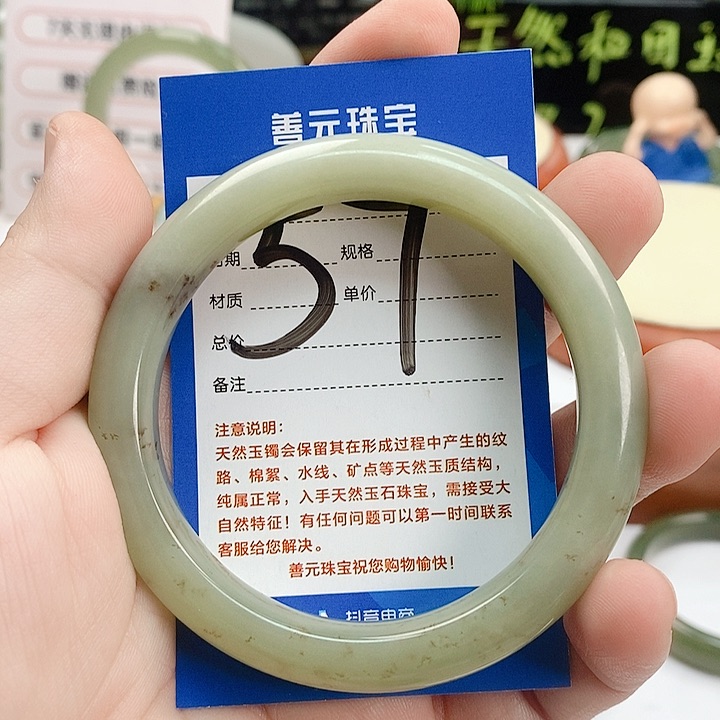 天然和田玉
善元珠宝
57
期
规格
材质
单价
总价
备注
注意说明：
天然玉镯会保留其在形成过程中产生的纹
路、棉絮、水线、矿点等天然玉质结构，
纯属正常，入手天然玉石珠宝，需接受大
自然特征！有任何问题可以第一时间联系
客服给您解决。
善元珠宝祝您购物愉快！
抖音电商